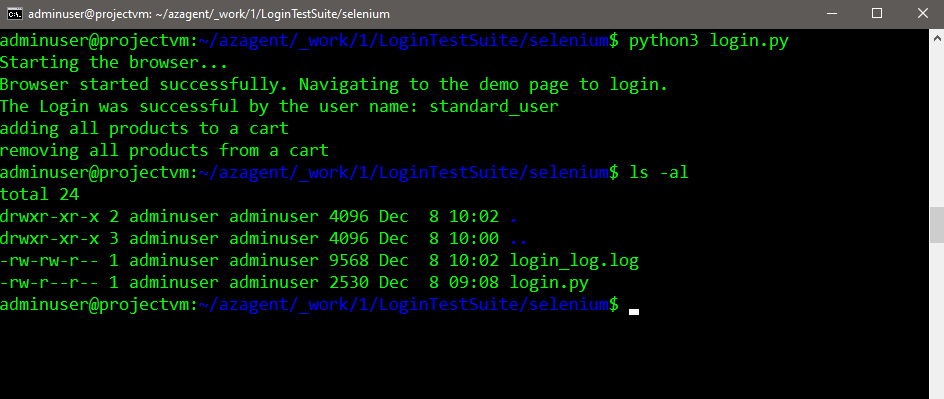 adminuser@projectvm: ~/azagent/_work/1/LoginTestSuite/selenium
adminuser@projectvm:~/azagent/_work/1/LoginTestSuite/selenium$ python3 login.py
Starting the browser...
Browser started successfully. Navigating to the demo page to login.
The Login was successful by the user name: standard_user
adding all products to a cart
removing all products from a cart
adminuser@projectvm:~/azagent/_work/1/LoginTestSuite/selenium$ ls -al
total 24
drwxr-xr-x 2 adminuser adminuser 4096 Dec  8 10:02 .
drwxr-xr-x 3 adminuser adminuser 4096 Dec  8 10:00 ..
-rw-rw-r-- 1 adminuser adminuser 9568 Dec  8 10:02 login_log.log
-rw-r--r-- 1 adminuser adminuser 2530 Dec  8 09:08 login.py
adminuser@projectvm:~/azagent/_work/1/LoginTestSuite/selenium$